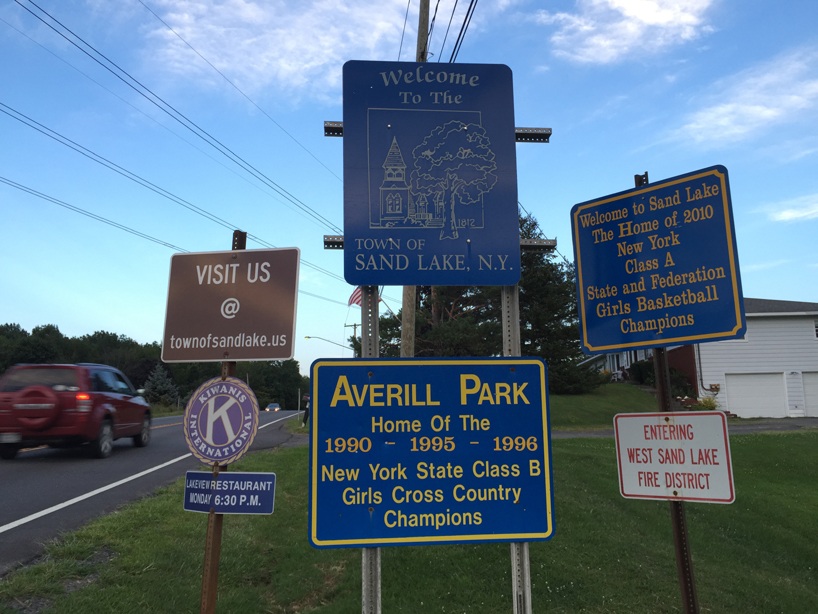 Welcome
To The
1812
TOWN OF
SAND LAKE, N.Y.
VISIT US
@
townofsandlake.us
KIWANIS
K
INTERNATIONAL
LAKEVIEW RESTAURANT
MONDAY 6:30 P.M.
AVERILL PARK
Home Of The
1990 - 1995 - 1996
New York State Class B
Girls Cross Country
Champions
Welcome to Sand Lake
The Home of 2010
New York
Class A
State and Federation
Girls Basketball
Champions
ENTERING
WEST SAND LAKE
FIRE DISTRICT